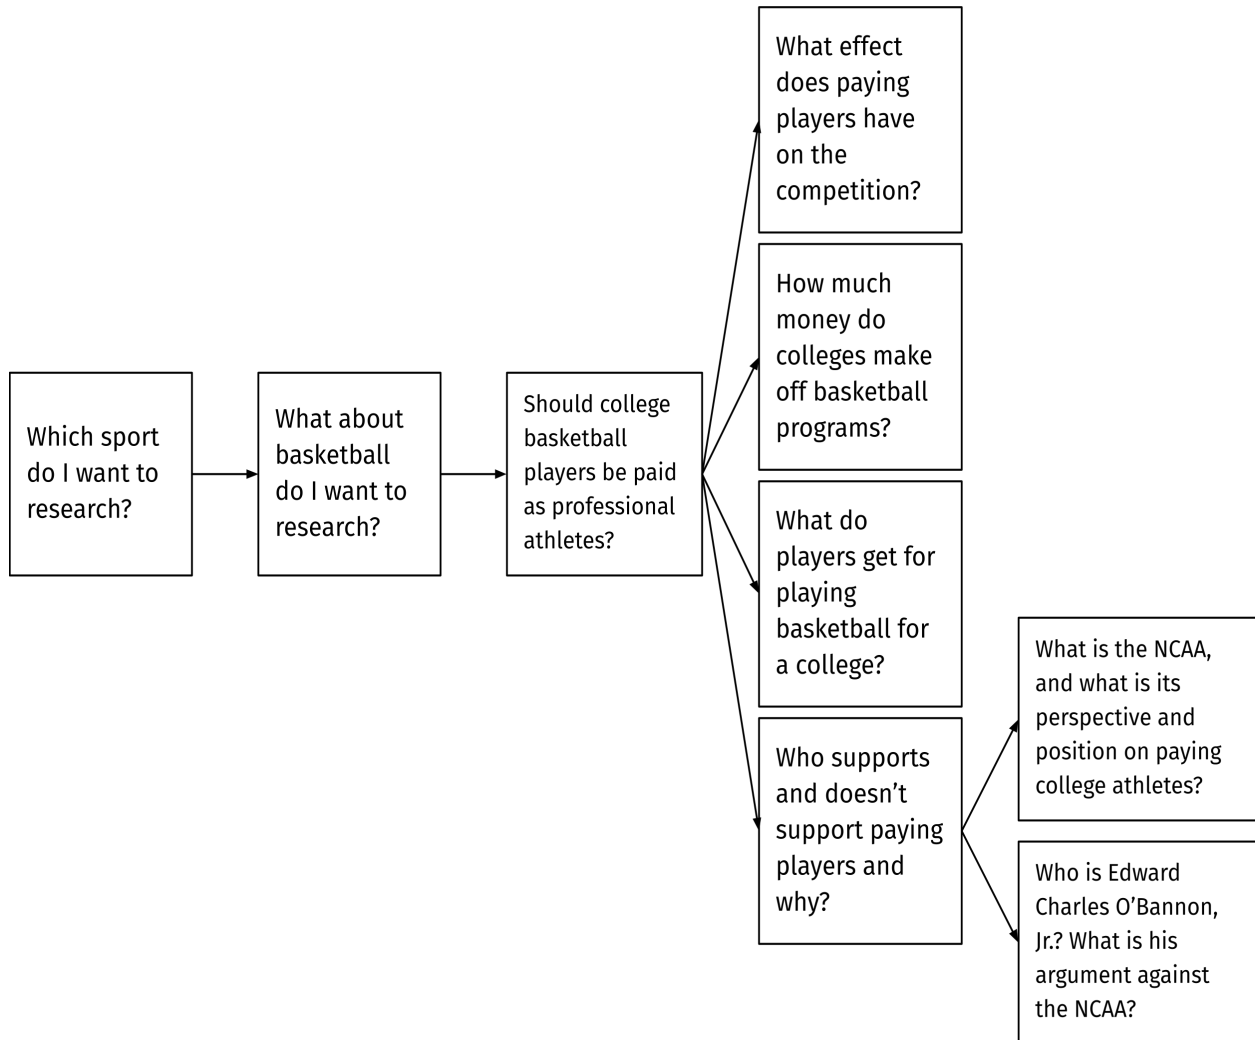 Which sport
do I want to
research?
What about
basketball
do I want to
research?
Should college
basketball
players be paid
as professional
athletes?
What effect
does paying
players have
on the
competition?
How much
money do
colleges make
off basketball
programs?
What do
players get for
playing
basketball for
a college?
Who supports
and doesn’t
support paying
players and
why?
What is the NCAA,
and what is its
perspective and
position on paying
college athletes?
Who is Edward
Charles O’Bannon,
Jr.? What is his
argument against
the NCAA?